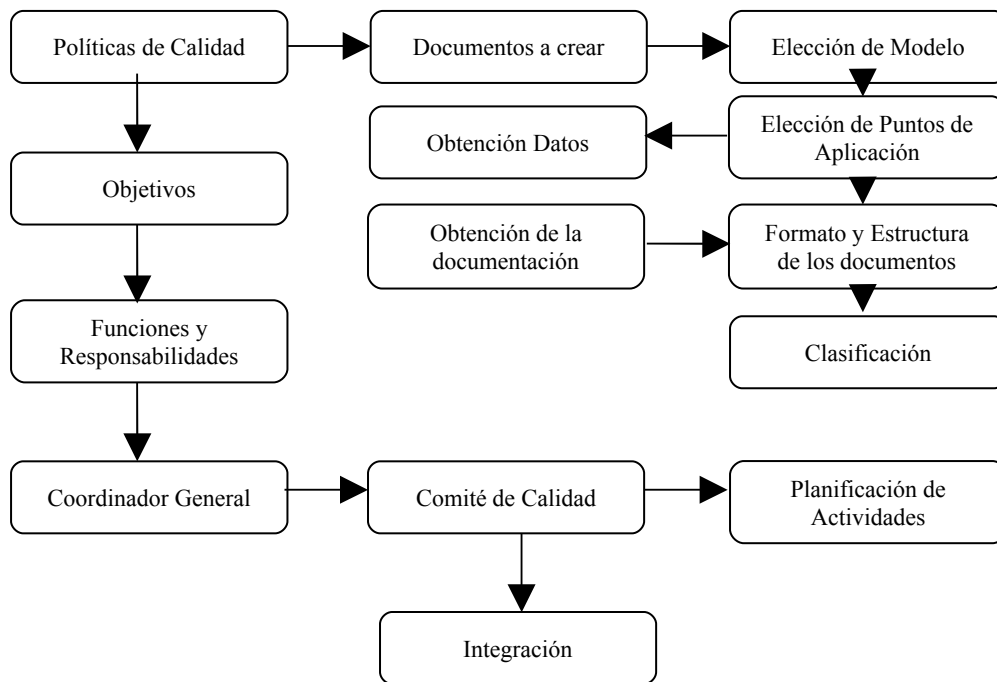 Políticas de Calidad
Documentos a crear
Elección de Modelo
Obtención Datos
Elección de Puntos de
Aplicación
Objetivos
Obtención de la
documentación
Formato y Estructura
de los documentos
Funciones y
Responsabilidades
Clasificación
Coordinador General
Comité de Calidad
Planificación de
Actividades
Integración